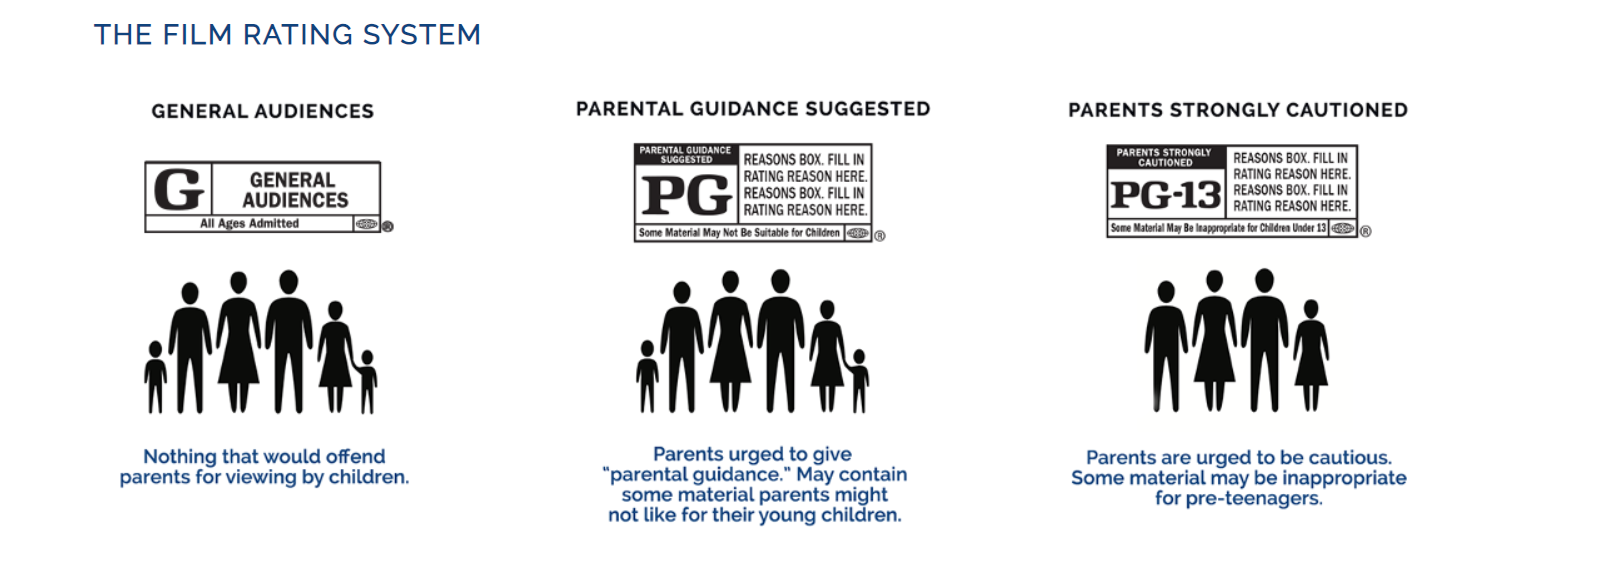 THE FILM RATING SYSTEM
GENERAL AUDIENCES
G
GENERAL
AUDIENCES
All Ages Admitted
®
Nothing that would offend
parents for viewing by children.
PARENTAL GUIDANCE SUGGESTED
PARENTAL GUIDANCE
SUGGESTED
PG
REASONS BOX. FILL IN
RATING REASON HERE.
REASONS BOX. FILL IN
RATING REASON HERE.
Some Material May Not Be Suitable for Children
®
Parents urged to give
“parental guidance.” May contain
some material parents might
not like for their young children.
PARENTS STRONGLY CAUTIONED
PARENTS STRONGLY
CAUTIONED
PG-13
REASONS BOX. FILL IN
RATING REASON HERE.
REASONS BOX. FILL IN
RATING REASON HERE.
Some Material May Be Inappropriate for Children Under 13
®
Parents are urged to be cautious.
Some material may be inappropriate
for pre-teenagers.